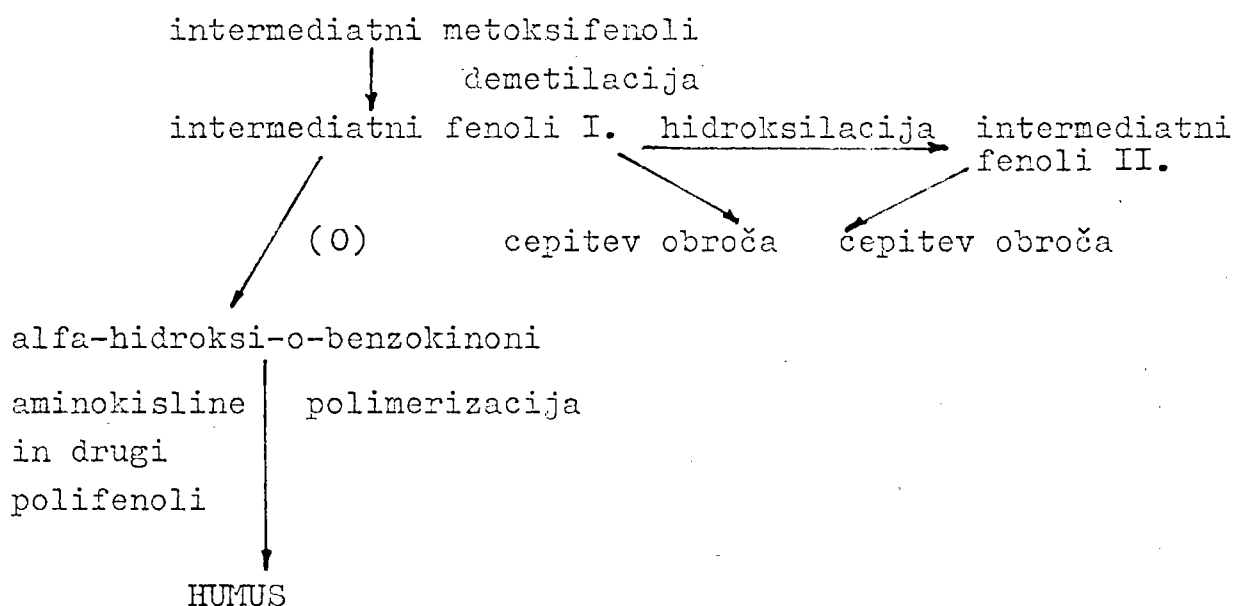 intermediatni metoksifenoli
demetilacija
intermediatni fenoli I. hidroksilacija intermediatni
fenoli II.
(O) cepitev obroča cepitev obroča
alfa-hidroksi-o-benzokinoni
aminokisline polimerizacija
in drugi
polifenoli
HUMUS